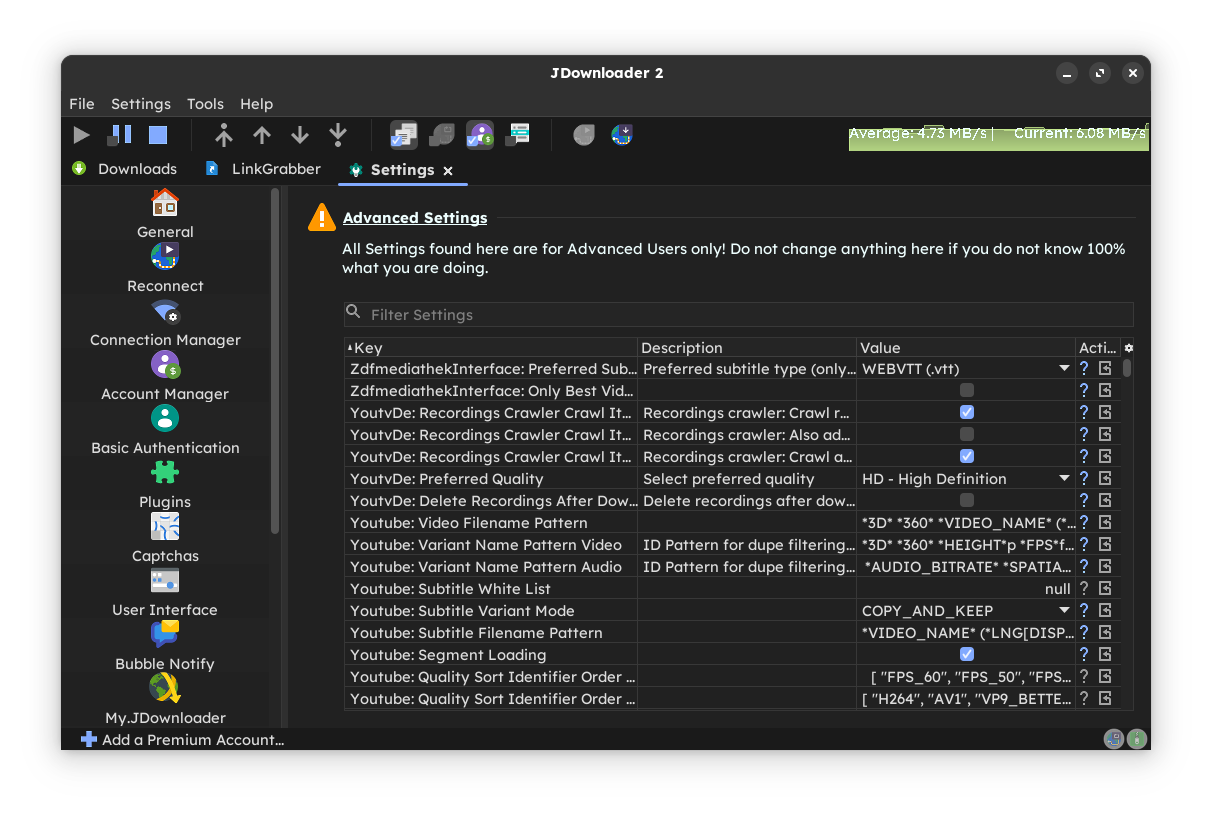 JDownloader 2
File Settings Tools Help
Average: 4.73 MB/s | Current: 6.08 MB/s
Downloads LinkGrabber Settings
General
Reconnect
Connection Manager
Account Manager
Basic Authentication
Plugins
Captchas
User Interface
Bubble Notify
My.JDownloader
Advanced Settings
All Settings found here are for Advanced Users only! Do not change anything here if you do not know 100%
what you are doing.
Filter Settings
Key Description Value Acti...
ZdfmediathekInterface: Preferred Sub... Preferred subtitle type (only... WEBVTT (.vtt) ?
ZdfmediathekInterface: Only Best Vid... ?
YoutvDe: Recordings Crawler Crawl It... Recordings crawler: Crawl r... ?
YoutvDe: Recordings Crawler Crawl It... Recordings crawler: Also ad... ?
YoutvDe: Recordings Crawler Crawl It... Recordings crawler: Crawl a... ?
YoutvDe: Preferred Quality Select preferred quality HD - High Definition ?
YoutvDe: Delete Recordings After Dow... Delete recordings after dow... ?
Youtube: Video Filename Pattern *3D* *360* *VIDEO_NAME* (*... ?
Youtube: Variant Name Pattern Video ID Pattern for dupe filtering... *3D* *360* *HEIGHT*p *FPS*f... ?
Youtube: Variant Name Pattern Audio ID Pattern for dupe filtering... *AUDIO_BITRATE* *SPATIA... ?
Youtube: Subtitle White List null ?
Youtube: Subtitle Variant Mode COPY_AND_KEEP ?
Youtube: Subtitle Filename Pattern *VIDEO_NAME* (*LNG[DISP... ?
Youtube: Segment Loading ?
Youtube: Quality Sort Identifier Order ... [ "FPS_60", "FPS_50", "FPS... ?
Youtube: Quality Sort Identifier Order ... [ "H264", "AV1", "VP9_BETTE... ?
Add a Premium Account...